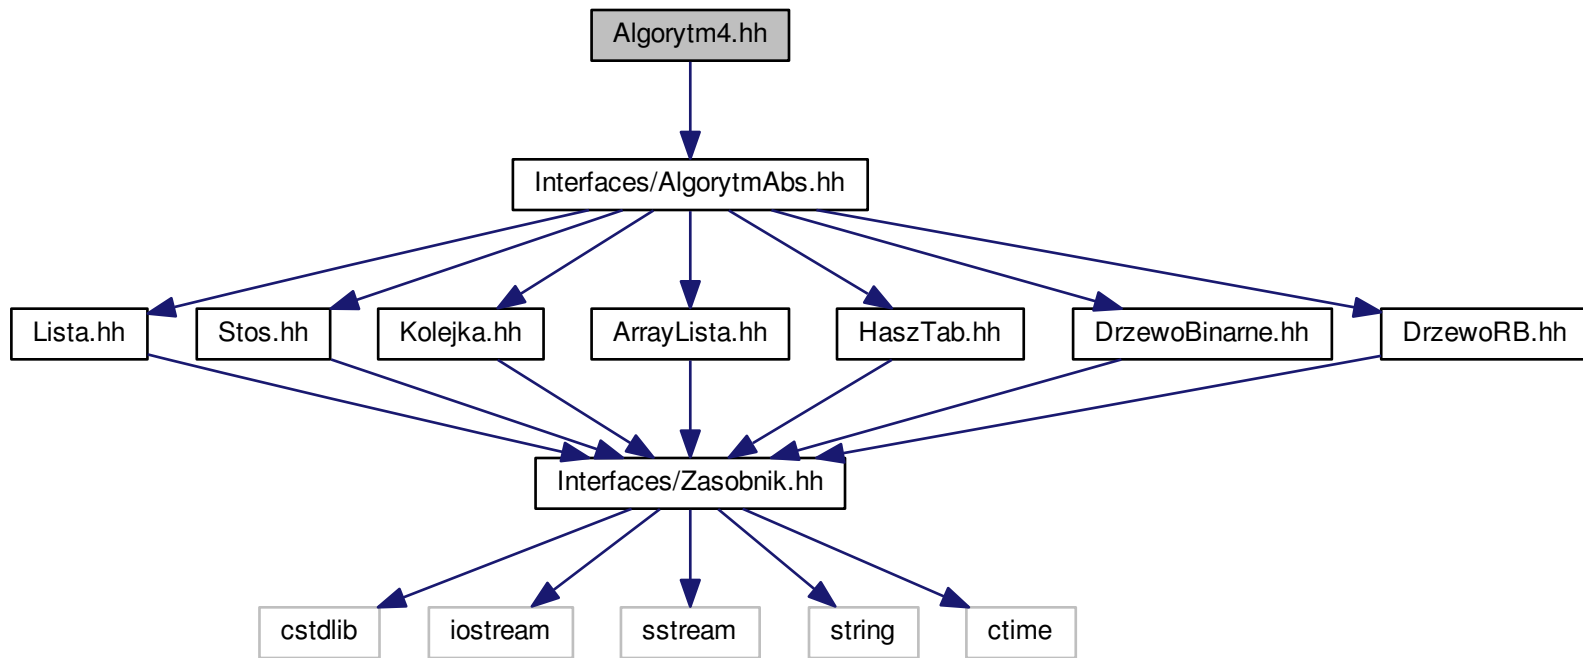 Algorytm4.hh
Interfaces/AlgorytmAbs.hh
Lista.hh
Stos.hh
Kolejka.hh
ArrayLista.hh
HaszTab.hh
DrzewoBinarne.hh
DrzewoRB.hh
Interfaces/Zasobnik.hh
cstdlib
iostream
sstream
string
ctime